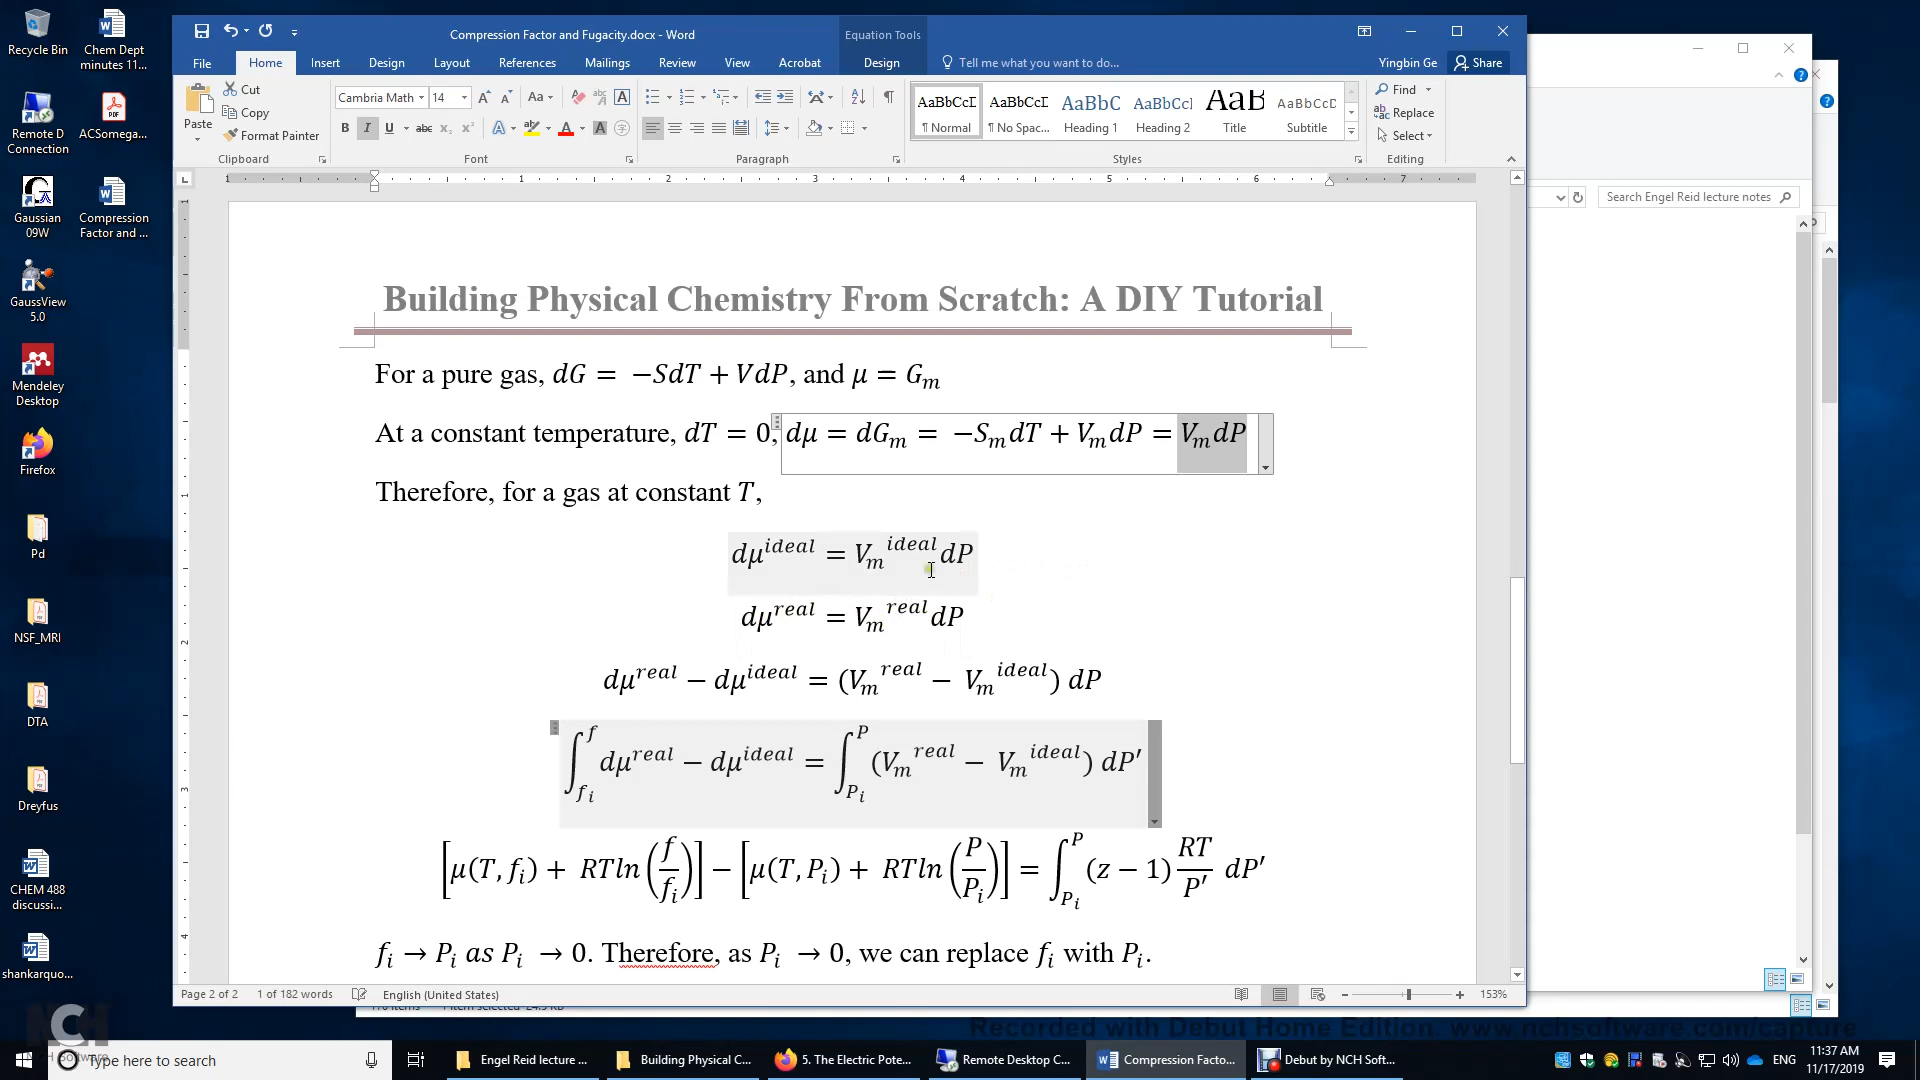 Recycle Bin
Chem Dept minutes 11...
Remote D Connection
ACSomega...
Gaussian 09W
Compression Factor and ...
GaussView 5.0
Mendeley Desktop
Firefox
Pd
NSF_MRI
DTA
Dreyfus
CHEM 488 discussi...
shankarquo...
Compression Factor and Fugacity.docx - Word
Equation Tools
File Home Insert Design Layout References Mailings Review View Acrobat Design Tell me what you want to do...
Yingbin Ge Share
Paste Cut
Copy
Format Painter
Clipboard
Cambria Math 14
Font
Paragraph
AaBbCcI AaBbCcI AaBbC AaBbCcI AaB AaBbCcD
¶ Normal ¶ No Spac... Heading 1 Heading 2 Title Subtitle
Styles
Find
Replace
Select
Editing
Search Engel Reid lecture notes
1 1 2 3 4 5 6 7
Building Physical Chemistry From Scratch: A DIY Tutorial
For a pure gas, dG = −SdT + VdP, and μ = G_m
At a constant temperature, dT = 0, dμ = dG_m = −S_m dT + V_m dP = V_m dP
Therefore, for a gas at constant T,
dμ^ideal = V_m^ideal dP
dμ^real = V_m^real dP
dμ^real − dμ^ideal = (V_m^real − V_m^ideal) dP
∫_{f_i}^{f} dμ^real − dμ^ideal = ∫_{P_i}^{P} (V_m^real − V_m^ideal) dP′
[μ(T, f_i) + RTln(f/f_i)] − [μ(T, P_i) + RTln(P/P_i)] = ∫_{P_i}^{P} (z − 1) RT/P′ dP′
f_i → P_i as P_i → 0. Therefore, as P_i → 0, we can replace f_i with P_i.
Page 2 of 2 1 of 182 words English (United States) 153%
Recorded with Debut Home Edition. www.nchsoftware.com/capture
NCH
NCH Software
Type here to search
Engel Reid lecture ...
Building Physical C...
5. The Electric Pote...
Remote Desktop C...
Compression Facto...
Debut by NCH Soft...
ENG
11:37 AM
11/17/2019